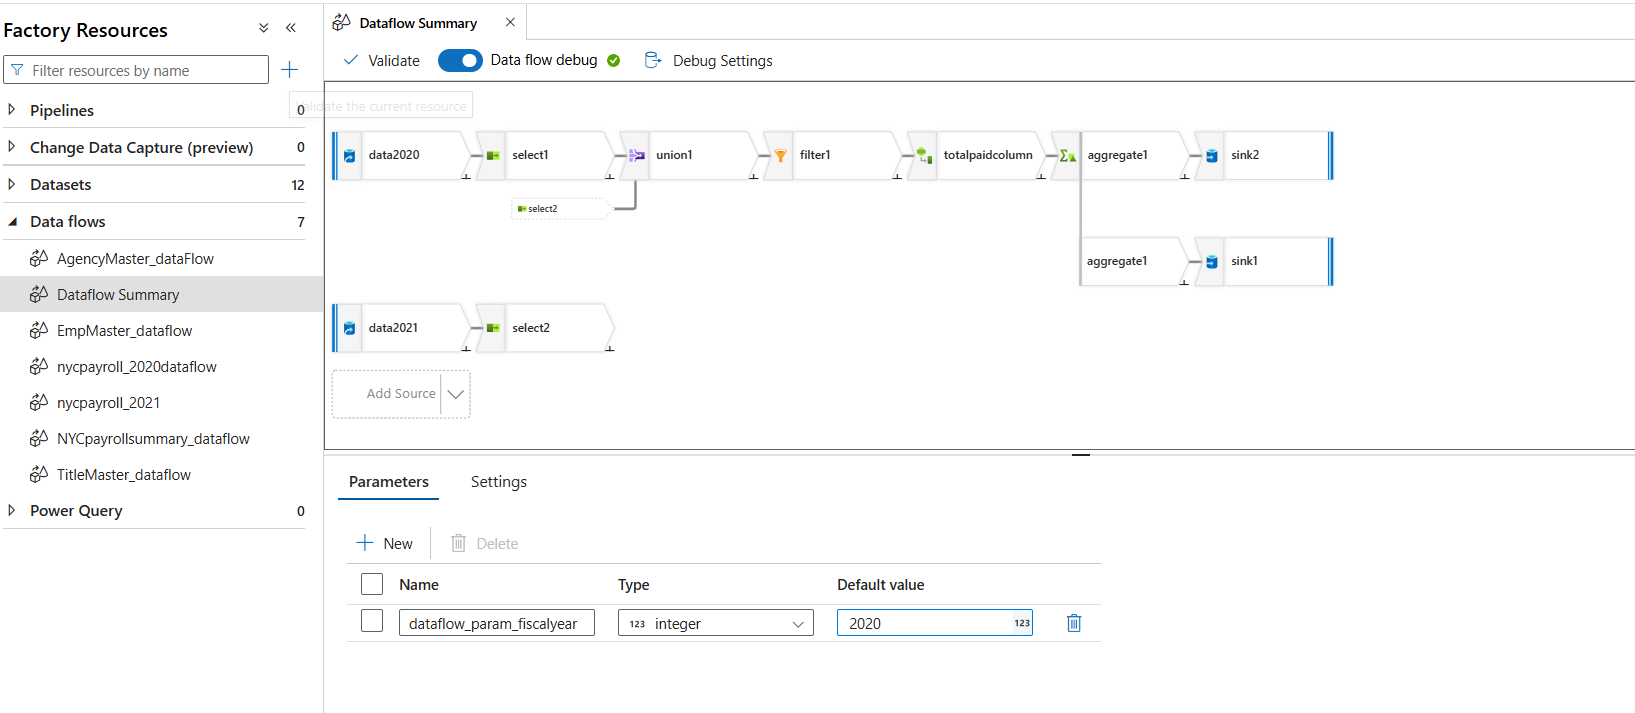 Factory Resources
Filter resources by name
Pipelines 0
Change Data Capture (preview) 0
Datasets 12
Data flows 7
AgencyMaster_dataFlow
Dataflow Summary
EmpMaster_dataflow
nycpayroll_2020dataflow
nycpayroll_2021
NYCpayrollsummary_dataflow
TitleMaster_dataflow
Power Query 0
Dataflow Summary
Validate Data flow debug Debug Settings
Validate the current resource
data2020 select1 union1 filter1 totalpaidcolumn aggregate1 sink2
select2
aggregate1 sink1
data2021 select2
Add Source
Parameters Settings
New Delete
Name Type Default value
dataflow_param_fiscalyear 123 integer 2020 123